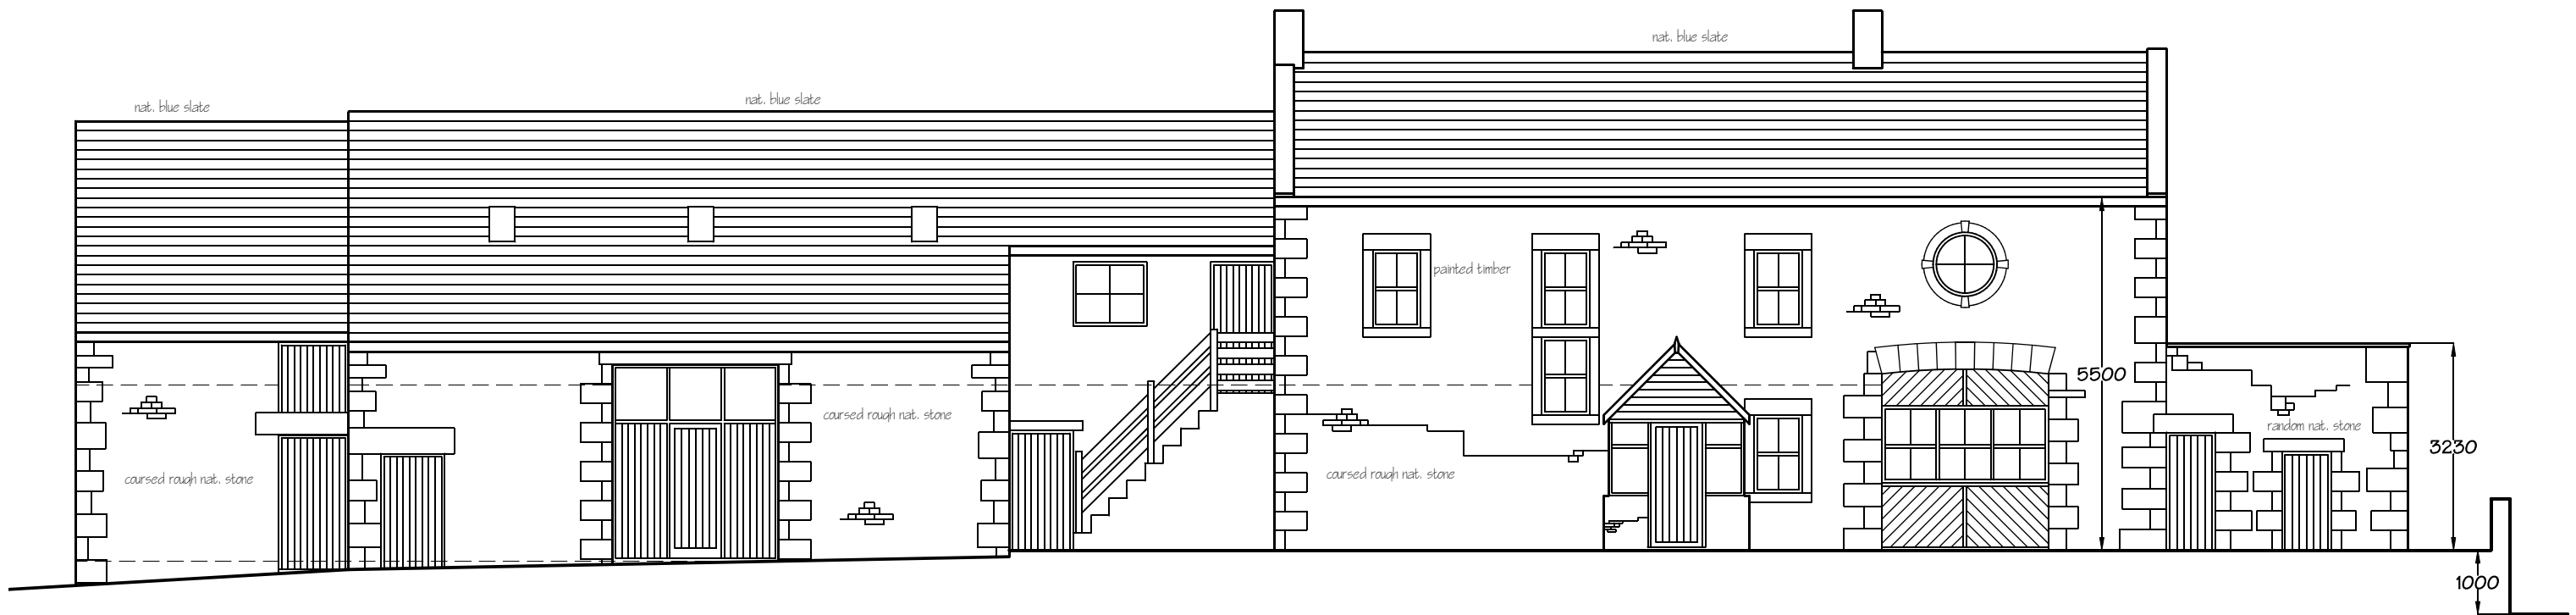 nat. blue slate
nat. blue slate
nat. blue slate
painted timber
5500
coursed rough nat. stone
random nat. stone
3230
coursed rough nat. stone
coursed rough nat. stone
1000